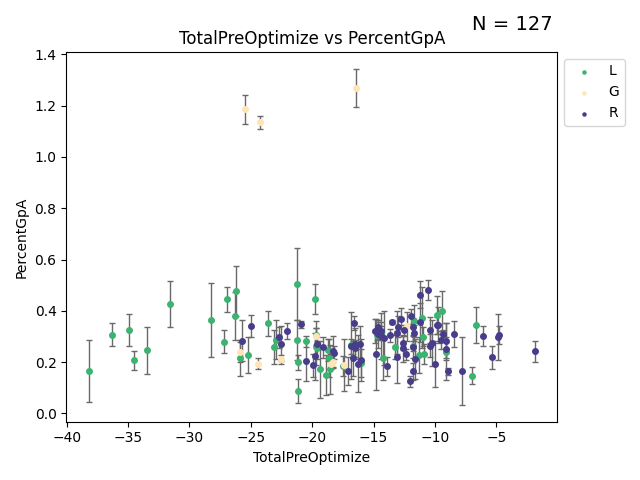 N = 127
TotalPreOptimize vs PercentGpA
L
G
R
PercentGpA
1.4
1.2
1.0
0.8
0.6
0.4
0.2
0.0
−40 −35 −30 −25 −20 −15 −10 −5
TotalPreOptimize